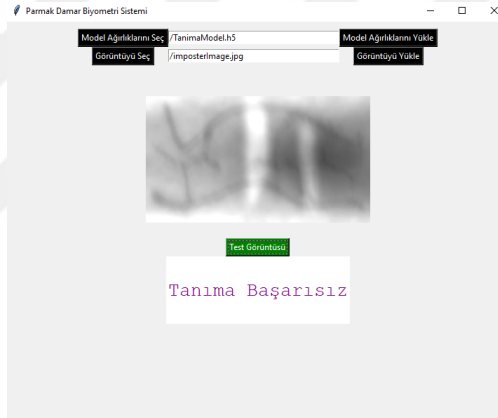 Parmak Damar Biyometri Sistemi
Model Ağırlıklarını Seç /TanimaModel.h5 Model Ağırlıklarını Yükle
Görüntüyü Seç /imposterImage.jpg Görüntüyü Yükle
Test Görüntüsü
Tanıma Başarısız